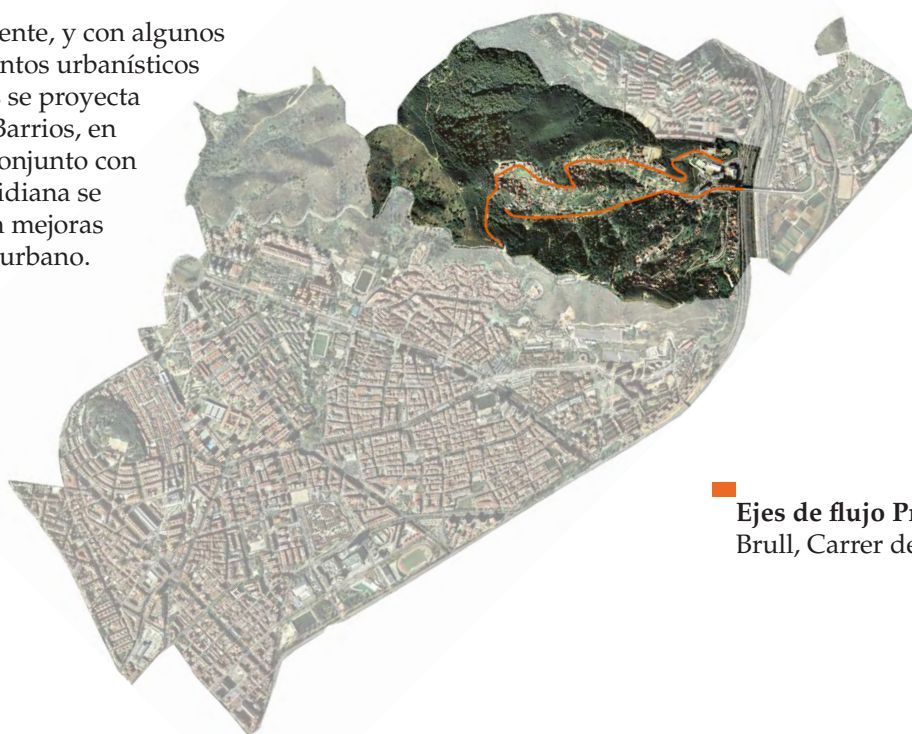 ente, y con algunos
ntos urbanísticos
s se proyecta
Barrios, en
onjunto con
idiana se
n mejoras
urbano.
Ejes de flujo Pr
Brull, Carrer de